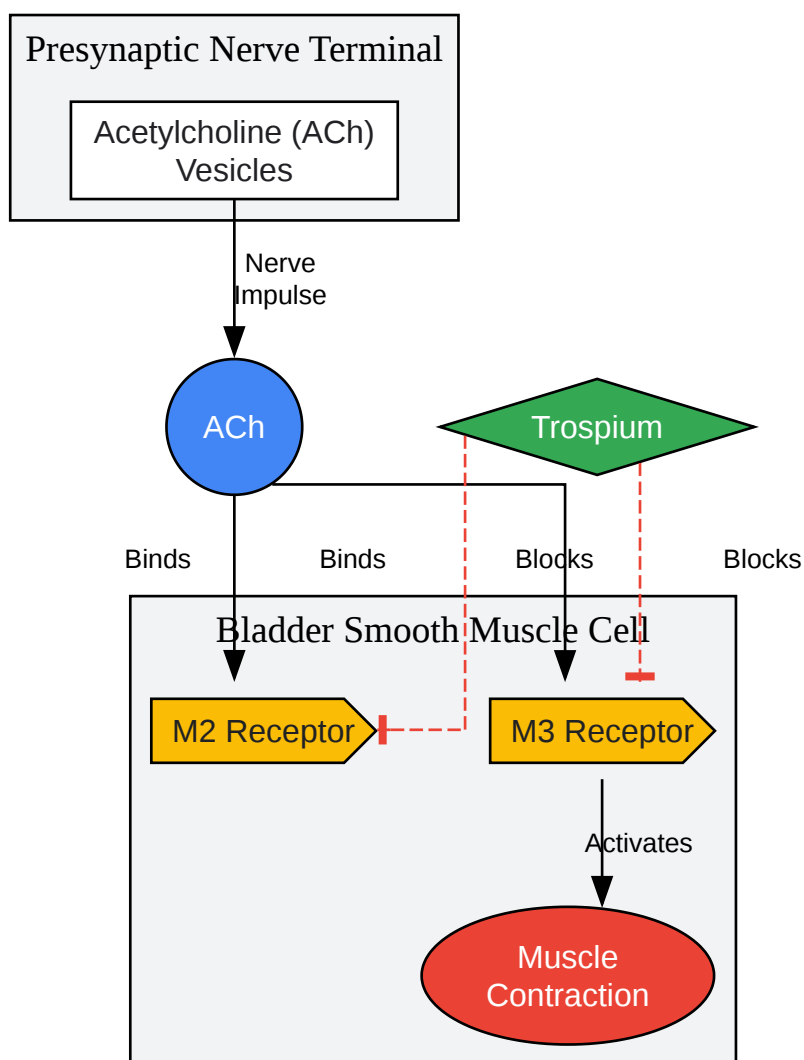 Presynaptic Nerve Terminal
Acetylcholine (ACh)
Vesicles
Nerve
Impulse
ACh
Trospium
Binds
Binds
Blocks
Blocks
Bladder Smooth Muscle Cell
M2 Receptor
M3 Receptor
Activates
Muscle
Contraction